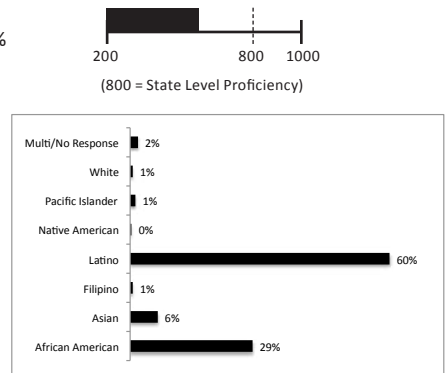 %
200 800 1000
(800 = State Level Proficiency)
Multi/No Response 2%
White 1%
Pacific Islander 1%
Native American 0%
Latino 60%
Filipino 1%
Asian 6%
African American 29%